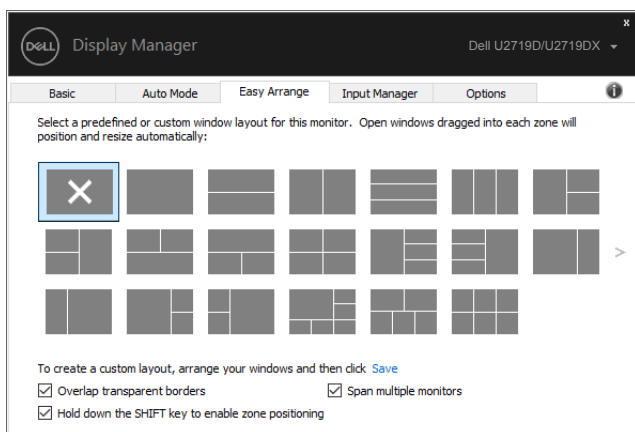 x
DELL Display Manager Dell U2719D/U2719DX
Basic Auto Mode Easy Arrange Input Manager Options
Select a predefined or custom window layout for this monitor. Open windows dragged into each zone will
position and resize automatically:
>
To create a custom layout, arrange your windows and then click Save
Overlap transparent borders Span multiple monitors
Hold down the SHIFT key to enable zone positioning